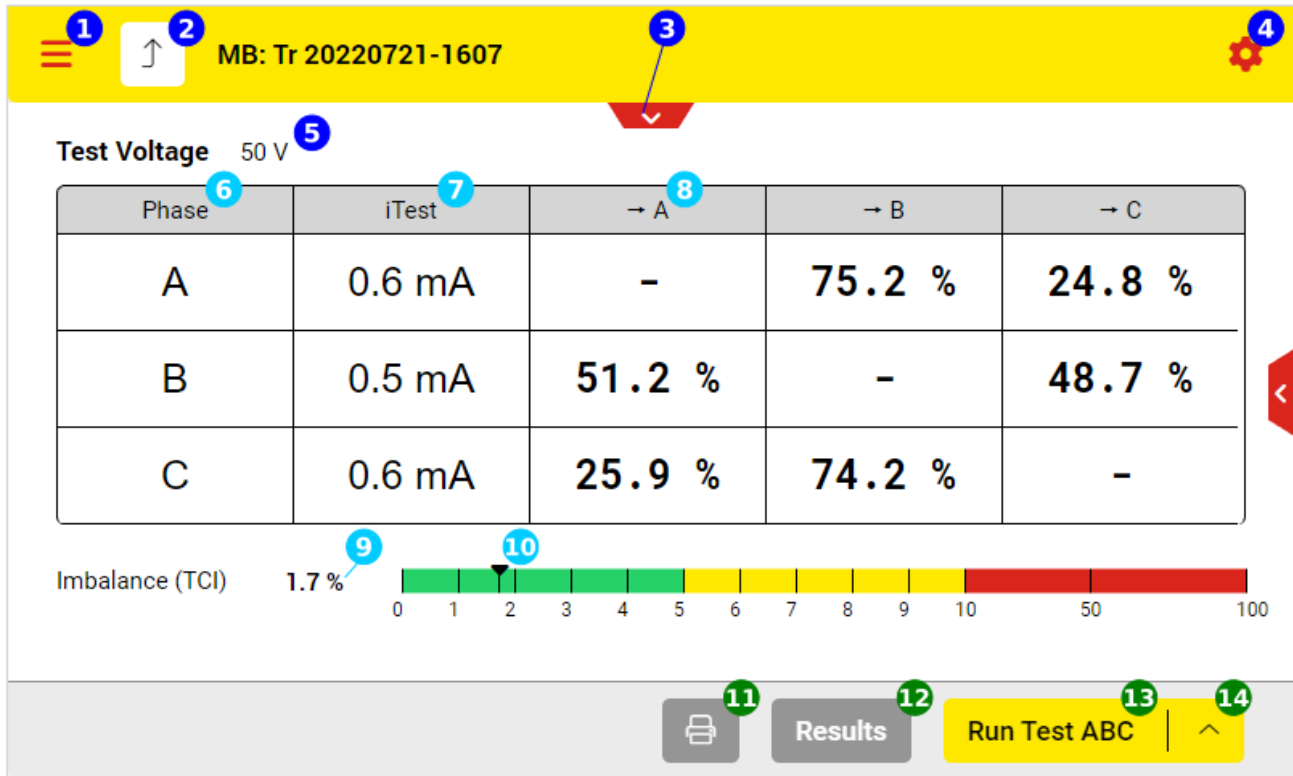 1 2 3 4
MB: Tr 20220721-1607
Test Voltage 50 V 5
6 7 8
Phase iTest → A → B → C
A 0.6 mA – 75.2 % 24.8 %
B 0.5 mA 51.2 % – 48.7 %
C 0.6 mA 25.9 % 74.2 % –
9 10
Imbalance (TCI) 1.7 %
0 1 2 3 4 5 6 7 8 9 10 50 100
11 12 13 14
Results Run Test ABC